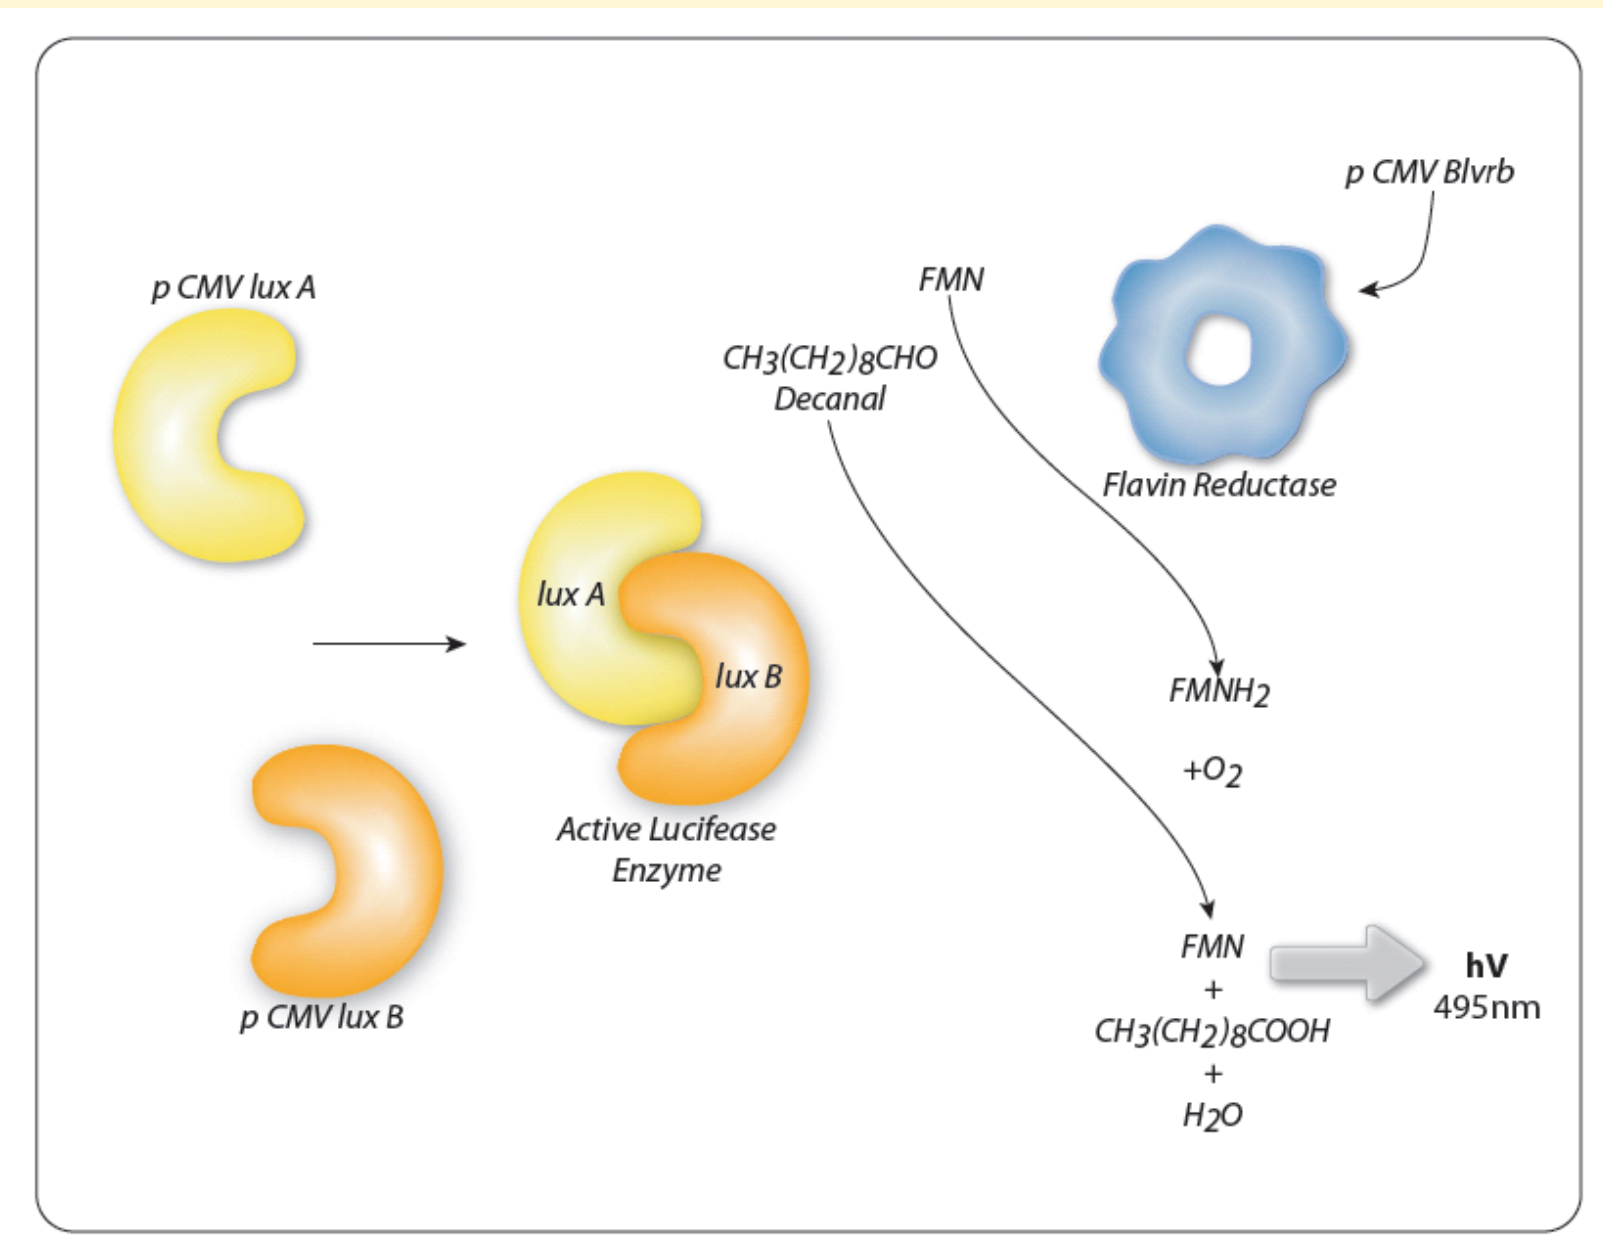 p CMV lux A
p CMV lux B
lux A
lux B
Active Lucifease
Enzyme
CH3(CH2)8CHO
Decanal
FMN
p CMV Blvrb
Flavin Reductase
FMNH2
+O2
FMN
+
CH3(CH2)8COOH
+
H2O
hV
495nm